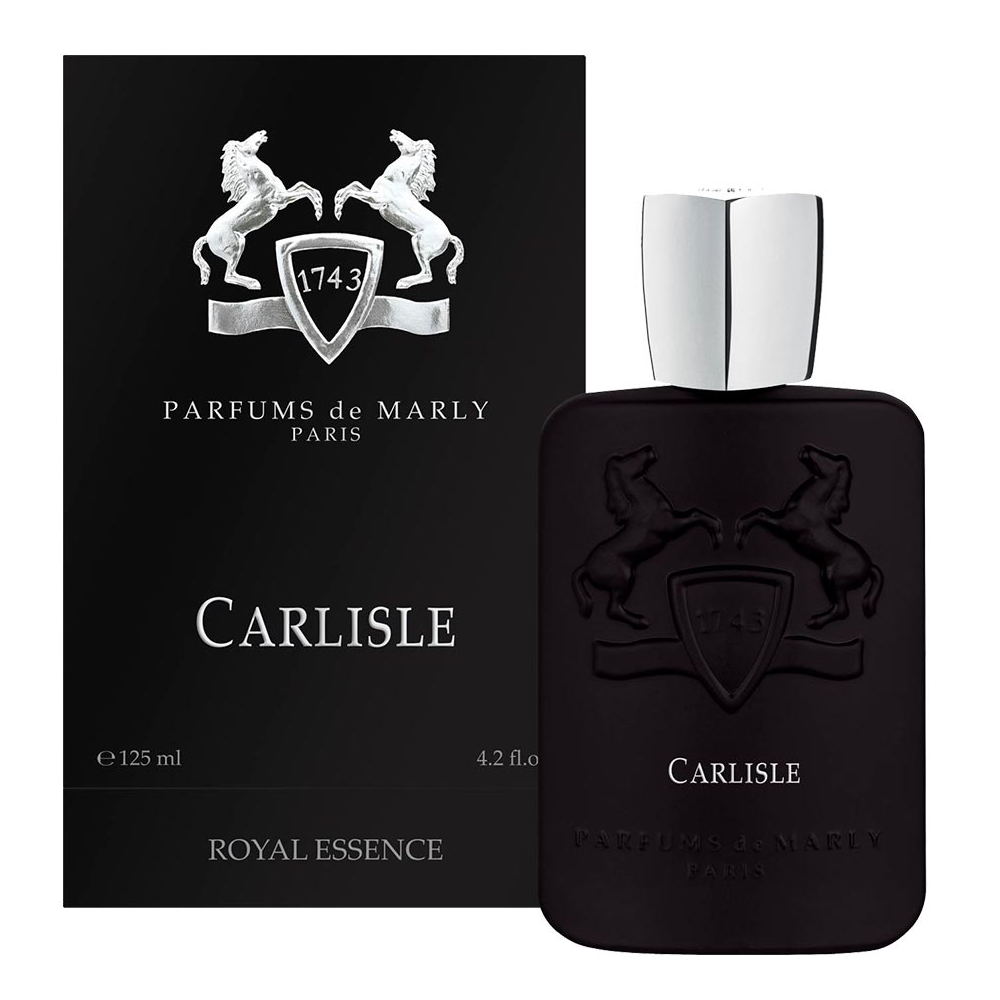 1743
PARFUMS de MARLY
PARIS
CARLISLE
℮ 125 ml
4.2 fl.o
ROYAL ESSENCE
1743
CARLISLE
PARFUMS de MARLY
PARIS